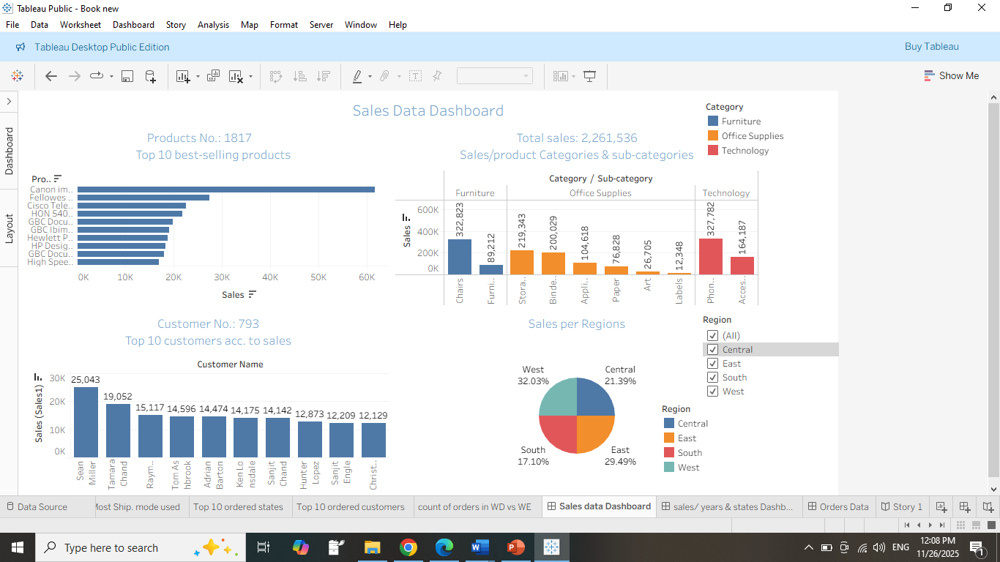 Tableau Public - Book new
File Data Worksheet Dashboard Story Analysis Map Format Server Window Help
Tableau Desktop Public Edition
Buy Tableau
Show Me
Dashboard
Layout
Sales Data Dashboard
Products No.: 1817
Top 10 best-selling products
Pro..
Canon im..
Fellowes ..
Cisco Tele..
HON 540..
GBC Docu..
GBC Ibim..
Hewlett P..
HP Desig..
GBC Docu..
High Spee..
0K 10K 20K 30K 40K 50K 60K
Sales
Total sales: 2,261,536
Sales/product Categories & sub-categories
Category / Sub-category
Furniture Office Supplies Technology
Sales
600K
400K
200K
0K
322,823 89,212 219,343 200,029 104,618 76,828 26,705 12,348 327,782 164,187
Chairs Furni.. Stora.. Binde.. Appli.. Paper Art Labels Phon.. Acces..
Category
Furniture
Office Supplies
Technology
Customer No.: 793
Top 10 customers acc. to sales
Customer Name
Sales (Sales1)
30K
20K
10K
0K
25,043 19,052 15,117 14,596 14,474 14,175 14,142 12,873 12,209 12,129
Sean Miller
Tamara Chand
Raym..
Tom As hbrook
Adrian Barton
Ken Lo nsdale
Sanjit Chand
Hunter Lopez
Sanjit Engle
Christ..
Sales per Regions
West
32.03%
Central
21.39%
South
17.10%
East
29.49%
Region
(All)
Central
East
South
West
Region
Central
East
South
West
Data Source Most Ship. mode used Top 10 ordered states Top 10 ordered customers count of orders in WD vs WE Sales data Dashboard sales/ years & states Dashb... Orders Data Story 1
Type here to search
ENG
12:08 PM
11/26/2025
1